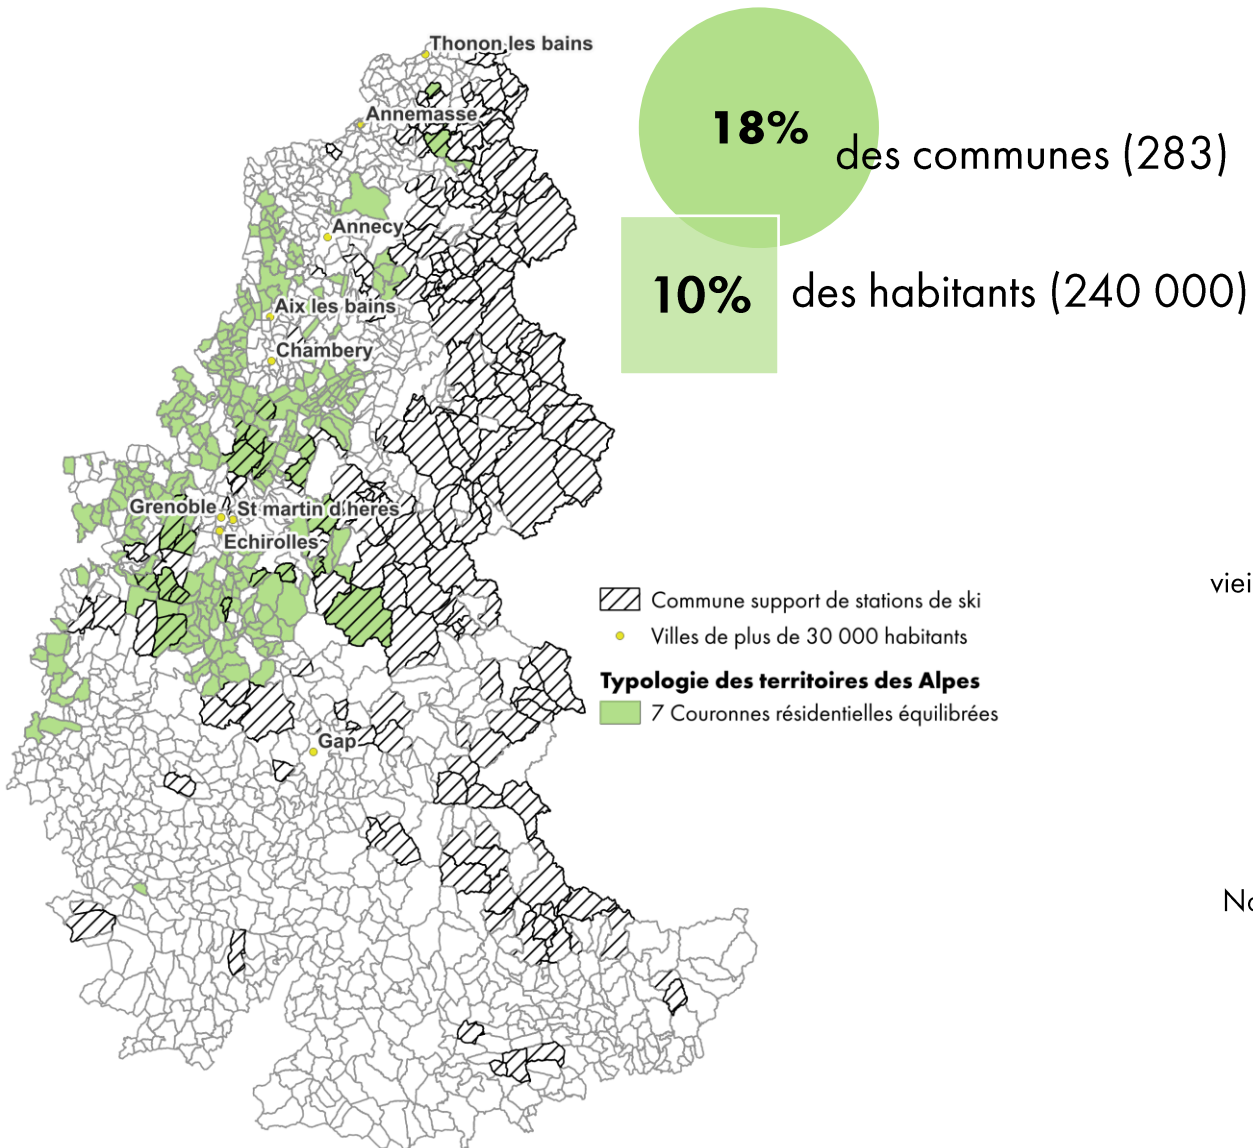 Thonon les bains
18%
des communes (283)
Annemasse
Annecy
10%
des habitants (240 000)
Aix les bains
Chambery
Grenoble
St martin d'heres
Echirolles
viei
Commune support de stations de ski
Villes de plus de 30 000 habitants
Typologie des territoires des Alpes
7 Couronnes résidentielles équilibrées
Gap